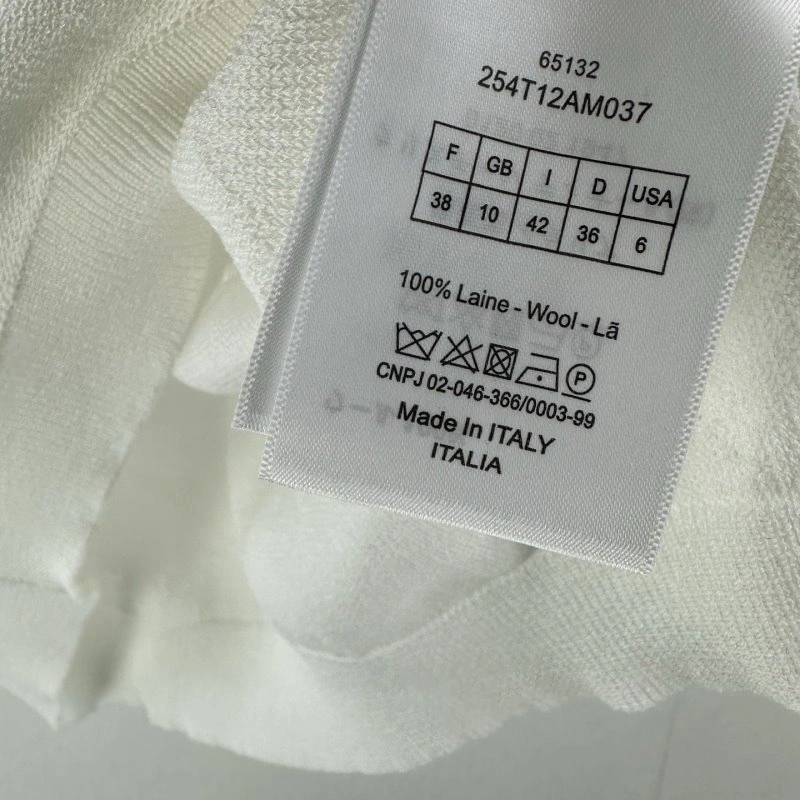 65132
254T12AM037
F GB I D USA
38 10 42 36 6
100% Laine - Wool - Lã
P
CNPJ 02-046-366/0003-99
Made In ITALY
ITALIA